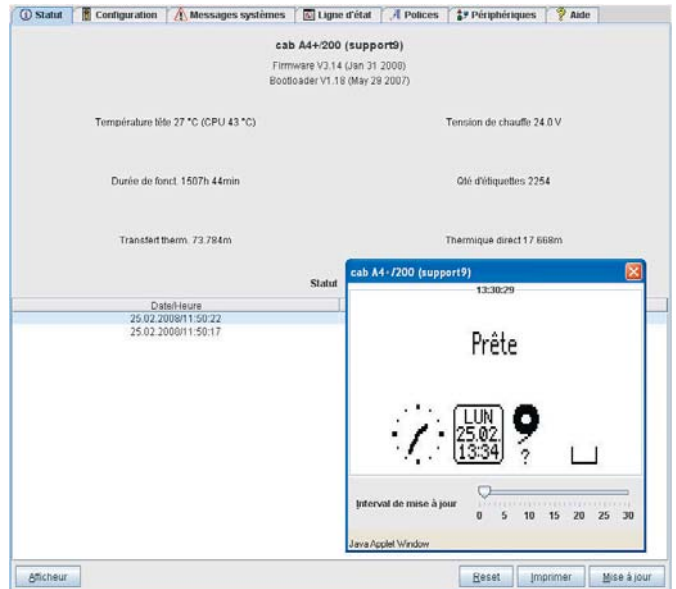 Statut Configuration Messages systèmes Ligne d'état Polices Périphériques Aide
cab A4+/200 (support9)
Firmware V3.14 (Jan 31 2008)
Bootloader V1.18 (May 29 2007)
Température tête 27 °C (CPU 43 °C) Tension de chauffe 24.0 V
Durée de fonct. 1507h 44min Qté d'étiquettes 2254
Transfert therm. 73.784m Thermique direct 17.668m
Statut
Date/Heure
25.02.2008/11:50:22
25.02.2008/11:50:17
cab A4+/200 (support9)
13:30:29
Prête
LUN
25.02.
13:34
?
Interval de mise à jour
0 5 10 15 20 25 30
Java Applet Window
Afficheur Reset Imprimer Mise à jour